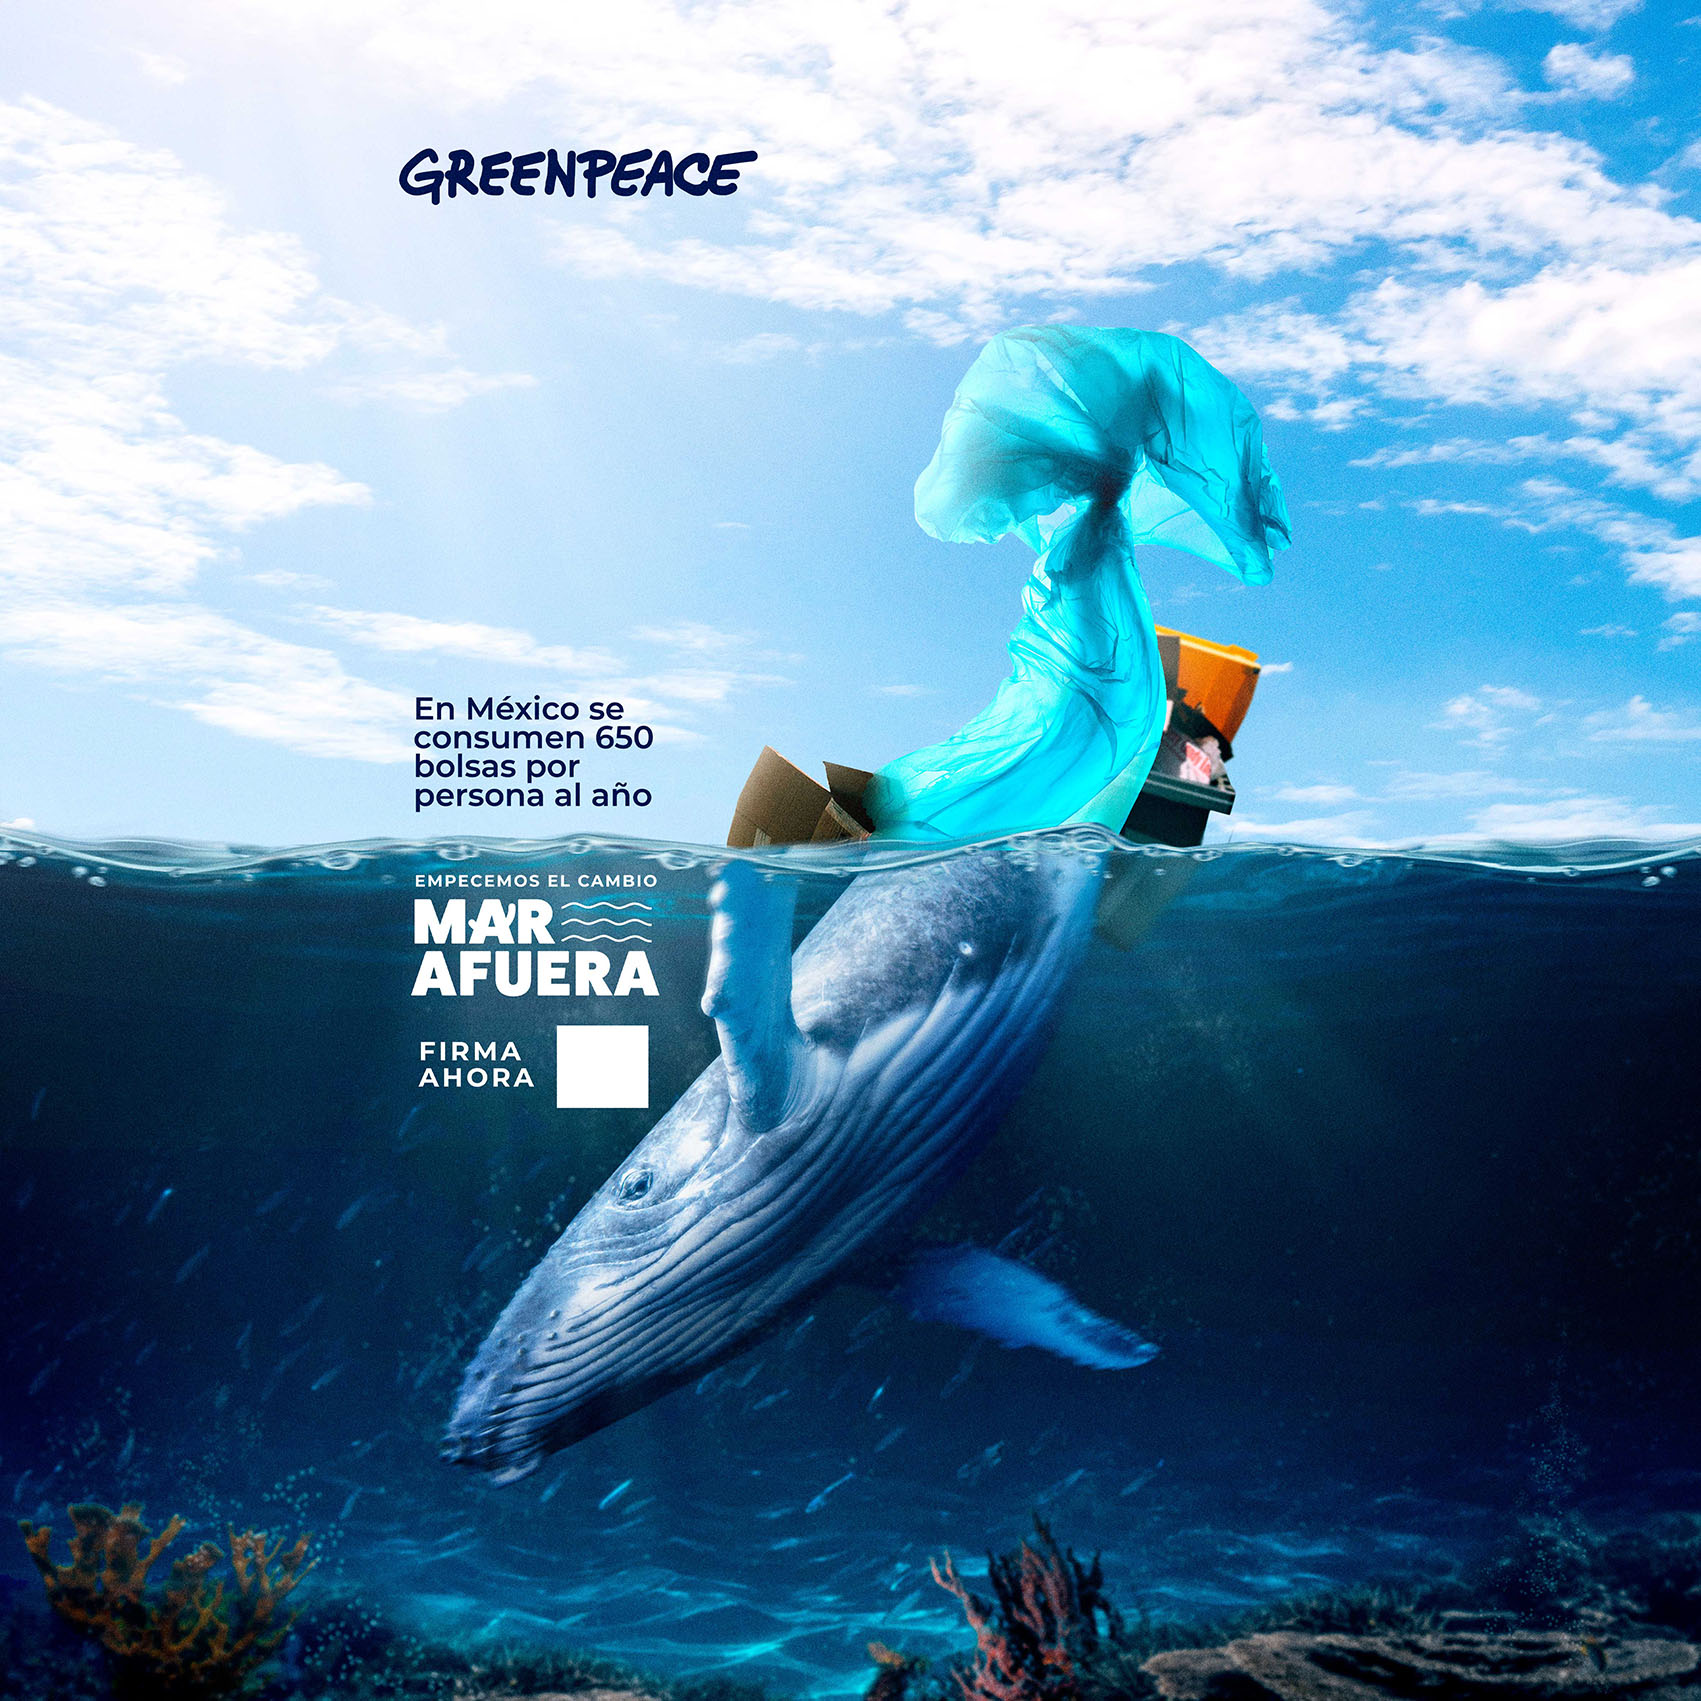 GREENPEACE
En México se
consumen 650
bolsas por
persona al año
EMPECEMOS EL CAMBIO
MAR
AFUERA
FIRMA
AHORA